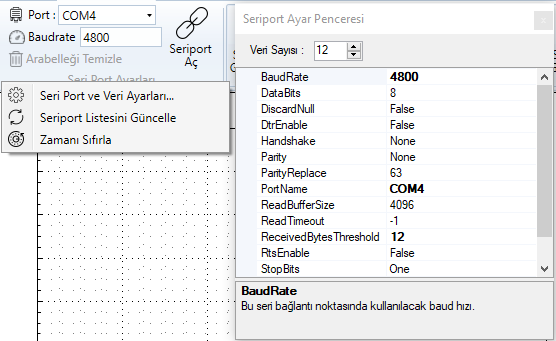 Port : COM4
Baudrate 4800
Arabelleği Temizle
Seri Port Ayarları
Seriport
Aç
Seri Port ve Veri Ayarları...
Seriport Listesini Güncelle
Zamanı Sıfırla
Seriport Ayar Penceresi
Veri Sayısı : 12
BaudRate 4800
DataBits 8
DiscardNull False
DtrEnable False
Handshake None
Parity None
ParityReplace 63
PortName COM4
ReadBufferSize 4096
ReadTimeout -1
ReceivedBytesThreshold 12
RtsEnable False
StopBits One
BaudRate
Bu seri bağlantı noktasında kullanılacak baud hızı.